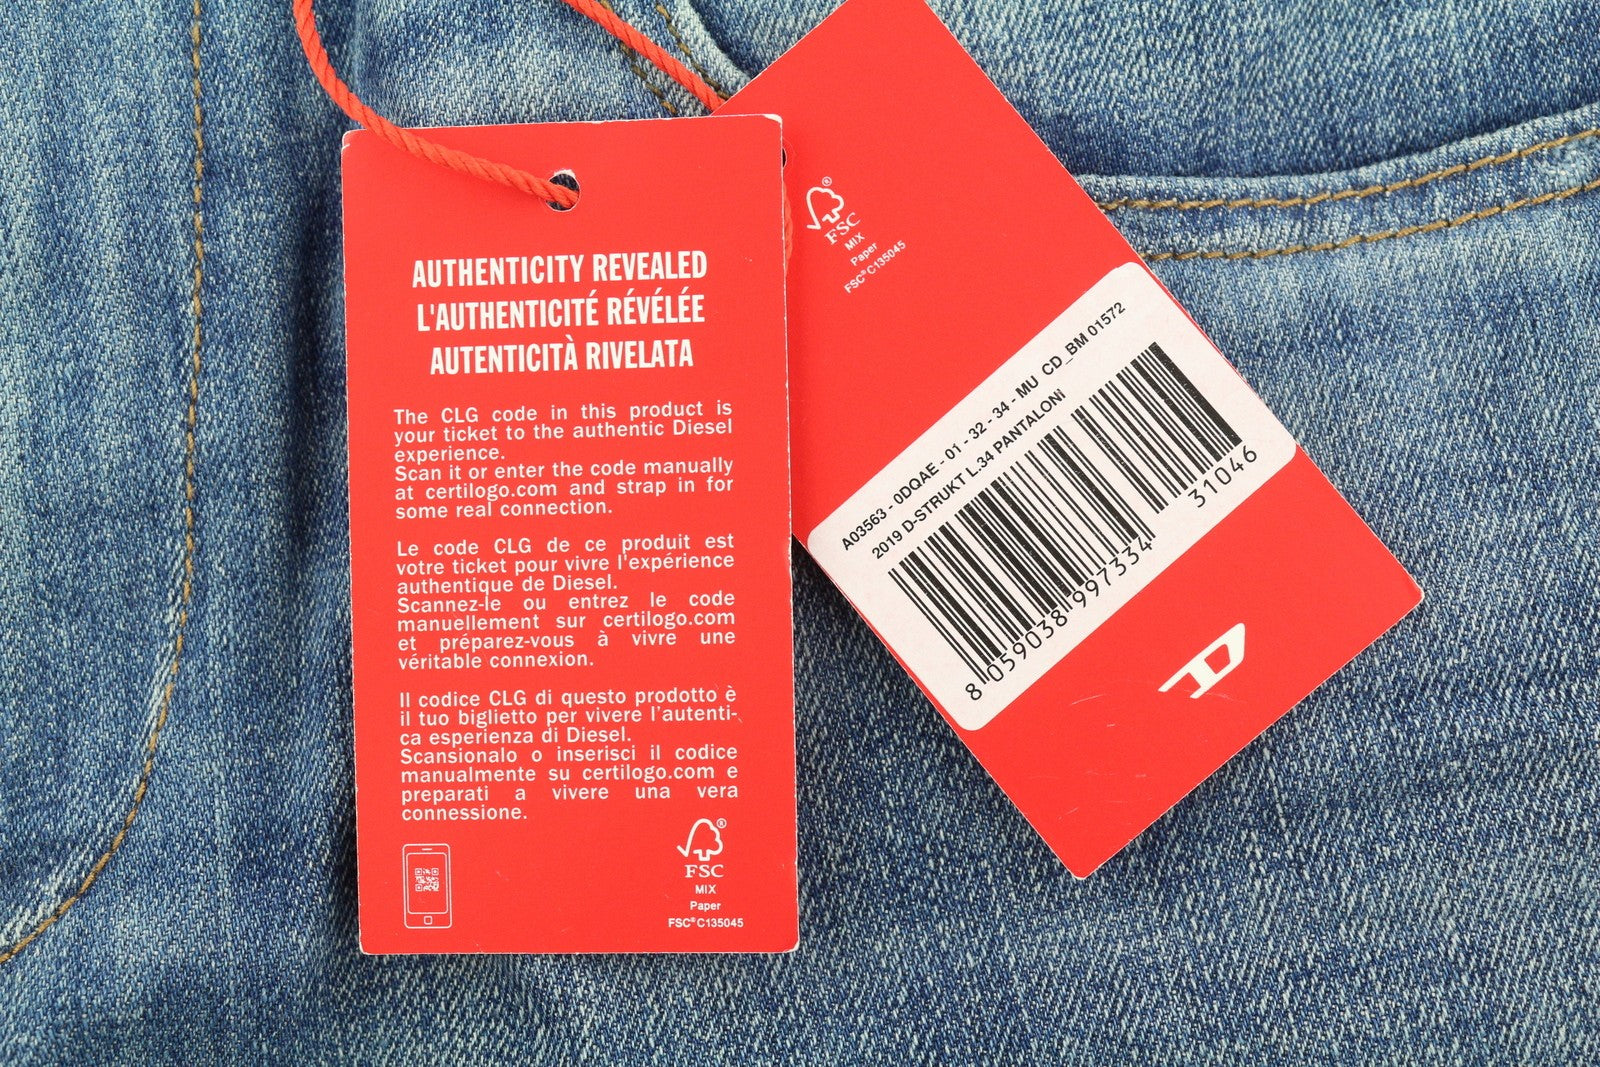 AUTHENTICITY REVEALED
L'AUTHENTICITÉ RÉVÉLÉE
AUTENTICITÀ RIVELATA
The CLG code in this product is
your ticket to the authentic Diesel
experience.
Scan it or enter the code manually
at certilogo.com and strap in for
some real connection.
Le code CLG de ce produit est
votre ticket pour vivre l'expérience
authentique de Diesel.
Scannez-le ou entrez le code
manuellement sur certilogo.com
et préparez-vous à vivre une
véritable connexion.
Il codice CLG di questo prodotto è
il tuo biglietto per vivere l'autenti-
ca esperienza di Diesel.
Scansionalo o inserisci il codice
manualmente su certilogo.com e
preparati a vivere una vera
connessione.
®
FSC
MIX
Paper
FSC® C135045
®
FSC
MIX
Paper
FSC® C135045
A03563 - 0DQAE - 01 - 32 - 34 - MU CD_BM 01572
2019 D-STRUKT L.34 PANTALONI
8 059038 997334 31046
D